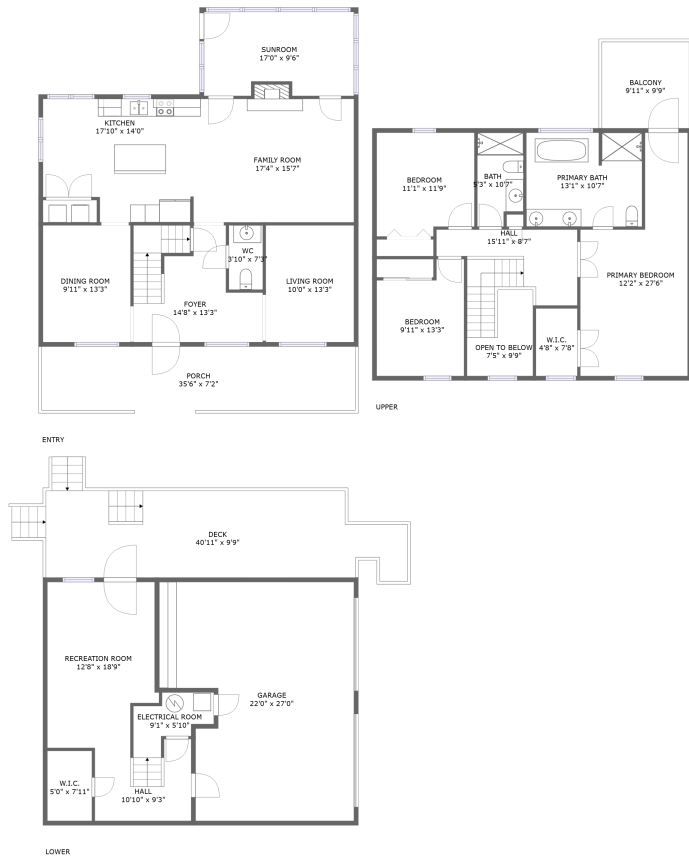 SUNROOM
17'0" x 9'6"
KITCHEN
17'10" x 14'0"
FAMILY ROOM
17'4" x 15'7"
WC
3'10" x 7'3"
DINING ROOM
9'11" x 13'3"
LIVING ROOM
10'0" x 13'3"
FOYER
14'8" x 13'3"
PORCH
35'6" x 7'2"
ENTRY
BALCONY
9'11" x 9'9"
BEDROOM
11'1" x 11'9"
BATH
5'3" x 10'7"
PRIMARY BATH
13'1" x 10'7"
HALL
15'11" x 8'7"
PRIMARY BEDROOM
12'2" x 27'6"
BEDROOM
9'11" x 13'3"
OPEN TO BELOW
7'5" x 9'9"
W.I.C.
4'8" x 7'8"
UPPER
DECK
40'11" x 9'9"
RECREATION ROOM
12'8" x 18'9"
GARAGE
22'0" x 27'0"
ELECTRICAL ROOM
9'1" x 5'10"
W.I.C.
5'0" x 7'11"
HALL
10'10" x 9'3"
LOWER